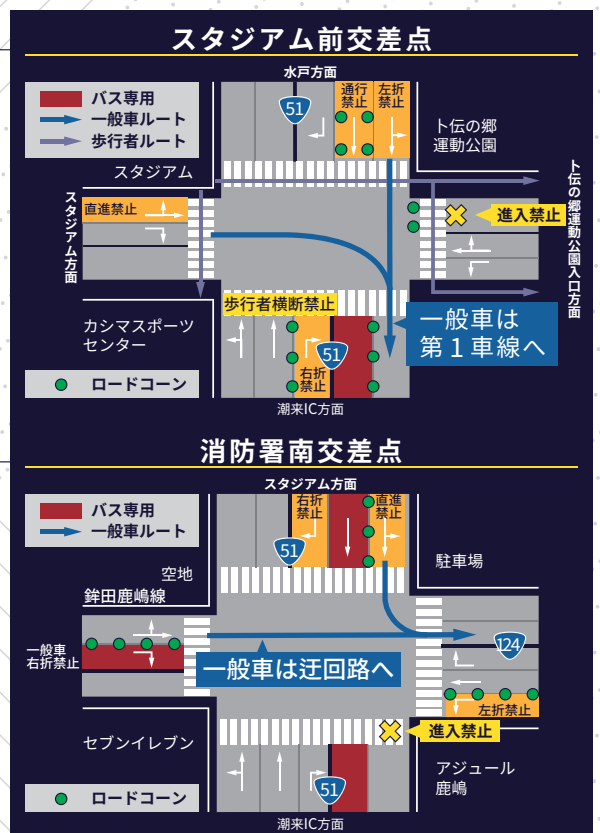 スタジアム前交差点
水戸方面
バス専用
一般車ルート
歩行者ルート
51
通行
禁止
左折
禁止
卜伝の郷
運動公園
スタジアム
スタジアム方面
直進禁止
進入禁止
卜伝の郷運動公園入口方面
歩行者横断禁止
一般車は
第1車線へ
カシマスポーツ
センター
51
右折
禁止
ロードコーン
潮来IC方面
消防署南交差点
スタジアム方面
バス専用
一般車ルート
右折
禁止
直進
禁止
51
駐車場
空地
鉾田鹿嶋線
一般車
右折禁止
124
一般車は迂回路へ
左折禁止
進入禁止
セブンイレブン
アジュール
鹿嶋
51
ロードコーン
潮来IC方面